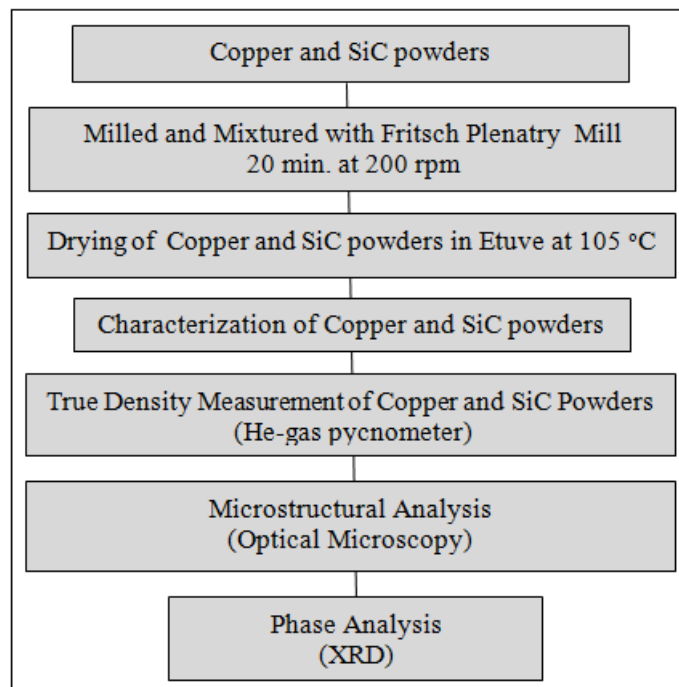 Copper and SiC powders
Milled and Mixtured with Fritsch Plenatry Mill
20 min. at 200 rpm
Drying of Copper and SiC powders in Etuve at 105 °C
Characterization of Copper and SiC powders
True Density Measurement of Copper and SiC Powders
(He-gas pycnometer)
Microstructural Analysis
(Optical Microscopy)
Phase Analysis
(XRD)